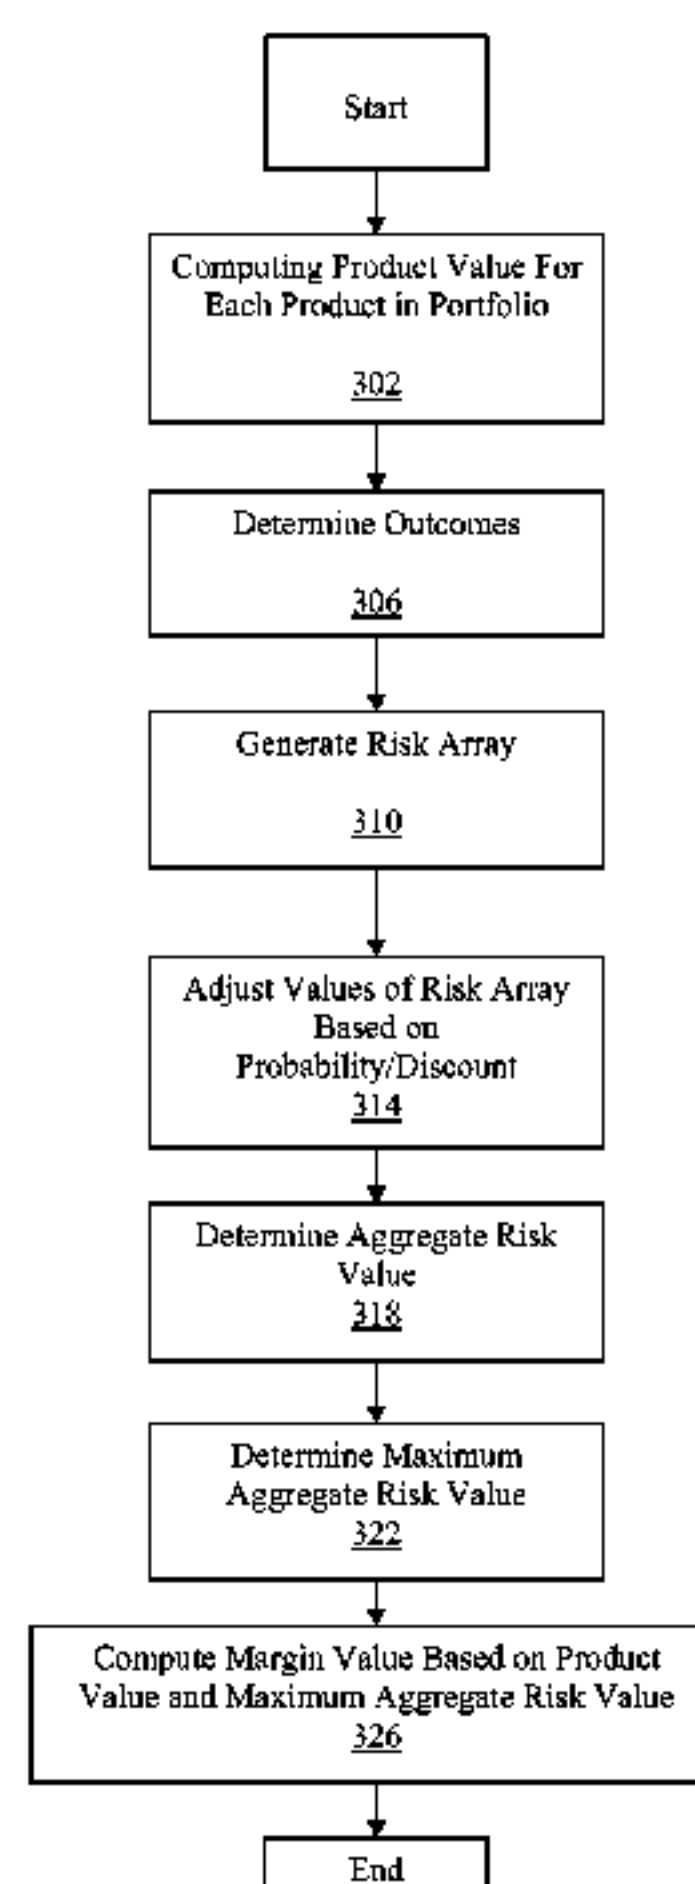 Start
Computing Product Value For
Each Product in Portfolio
302
Determine Outcomes
306
Generate Risk Array
310
Adjust Values of Risk Array
Based on
Probability/Discount
314
Determine Aggregate Risk
Value
318
Determine Maximum
Aggregate Risk Value
322
Compute Margin Value Based on Product
Value and Maximum Aggregate Risk Value
326
End